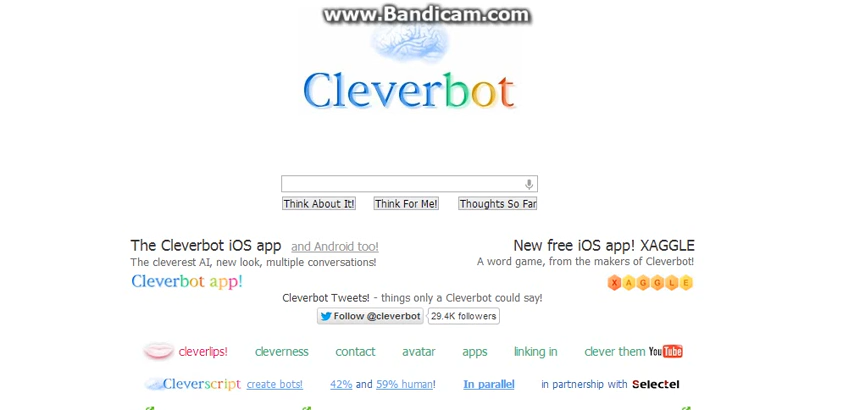 www.Bandicam.com
Cleverbot
Think About It!
Think For Me!
Thoughts So Far
The Cleverbot iOS app and Android too!
The cleverest AI, new look, multiple conversations!
Cleverbot app!
New free iOS app! XAGGLE
A word game, from the makers of Cleverbot!
XAGGLE
Cleverbot Tweets! - things only a Cleverbot could say!
Follow @cleverbot 29.4K followers
cleverlips! cleverness contact avatar apps linking in clever them YouTube
Cleverscript create bots! 42% and 59% human! In parallel in partnership with Selectel